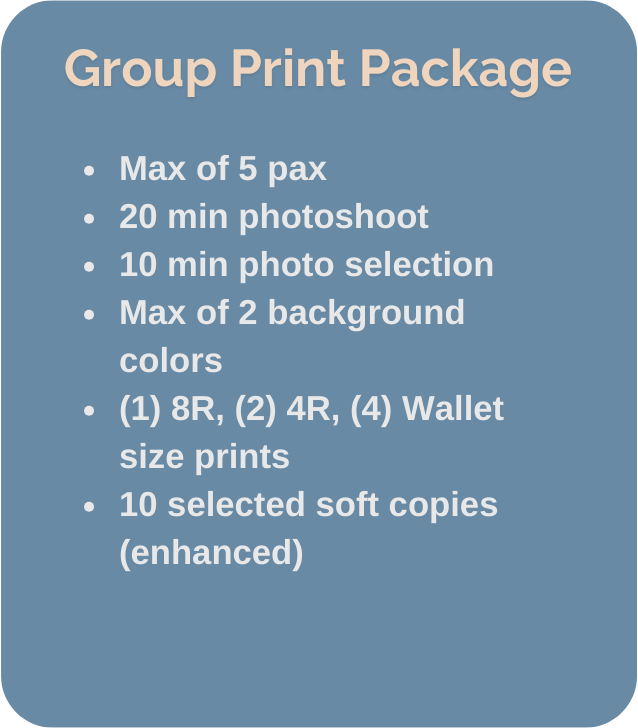 Group Print Package
• Max of 5 pax
• 20 min photoshoot
• 10 min photo selection
• Max of 2 background
colors
• (1) 8R, (2) 4R, (4) Wallet
size prints
• 10 selected soft copies
(enhanced)